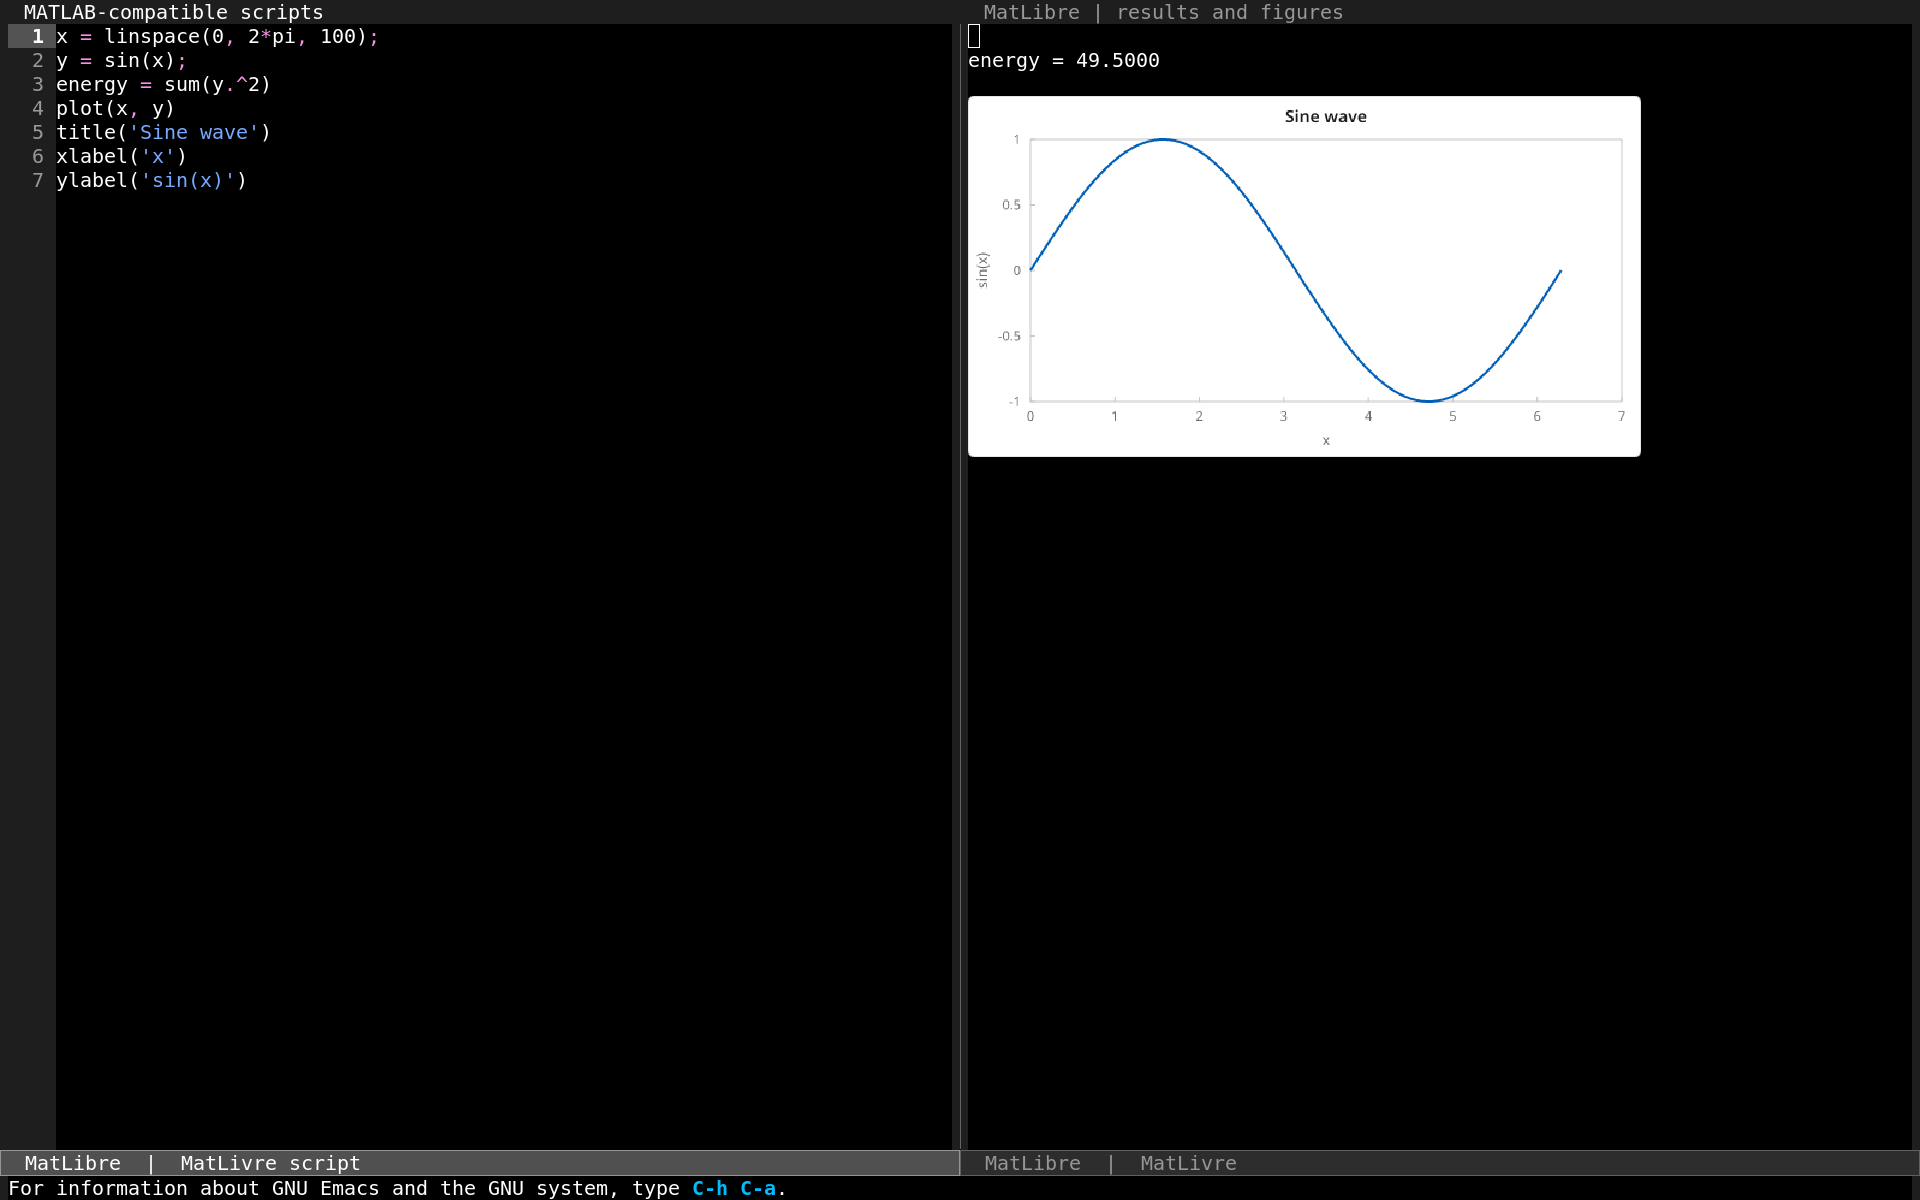 MATLAB-compatible scripts
1 x = linspace(0, 2*pi, 100);
2 y = sin(x);
3 energy = sum(y.^2)
4 plot(x, y)
5 title('Sine wave')
6 xlabel('x')
7 ylabel('sin(x)')
MatLibre | results and figures
energy = 49.5000
Sine wave
1
0.5
0
-0.5
-1
sin(x)
0 1 2 3 4 5 6 7
x
MatLibre | MatLivre script
MatLibre | MatLivre
For information about GNU Emacs and the GNU system, type C-h C-a.